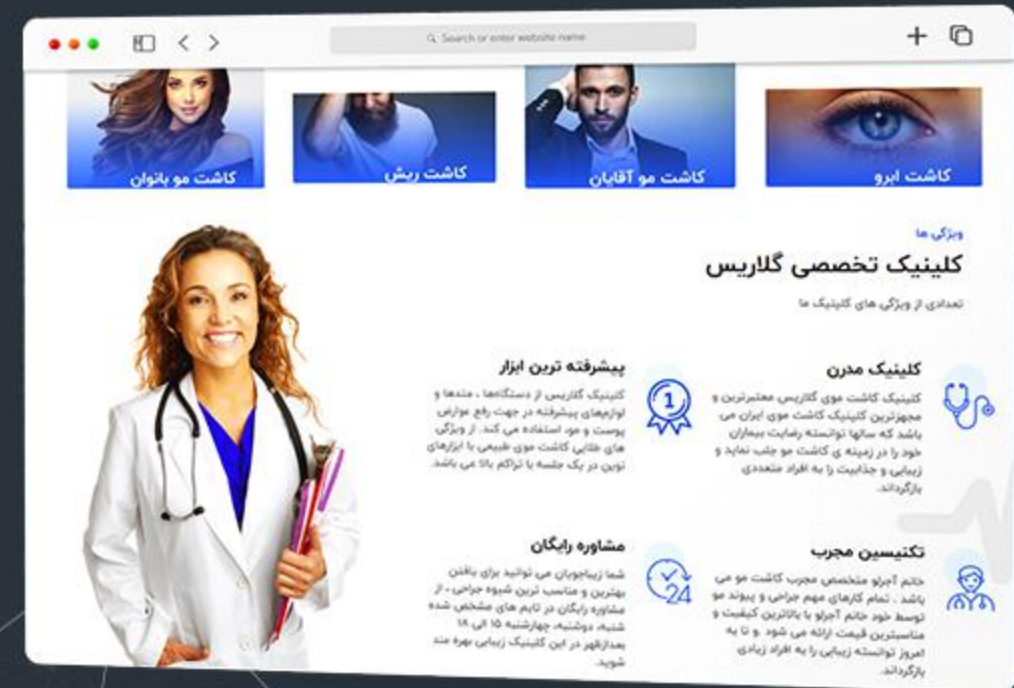 Search or enter website name
کاشت ابرو
کاشت مو آقایان
کاشت ریش
کاشت مو بانوان
ویژگی ها
کلینیک تخصصی گلاریس
تعدادی از ویژگی های کلینیک ما
کلینیک مدرن
کلینیک کاشت موی گلاریس معتبرترین و
مجهزترین کلینیک کاشت موی ایران می
باشد که سالها توانسته رضایت بیماران
خود را در زمینه ی کاشت مو جلب نماید و
زیبایی و جذابیت را به افراد متعددی
بازگرداند.
1
پیشرفته ترین ابزار
کلینیک گلاریس از دستگاهها ، متدها و
لوازمهای پیشرفته در جهت رفع عوارض
پوست و مو، استفاده می کند. از ویژگی
های طلایی کاشت موی طبیعی با ابزارهای
نوین در یک جلسه با تراکم بالا می باشد.
تکنیسین مجرب
خانم آجرلو متخصص مجرب کاشت مو می
باشد . تمام کارهای مهم جراحی و پیوند مو
توسط خود خانم آجرلو با بالاترین کیفیت و
مناسبترین قیمت ارائه می شود .و تا به
امروز توانسته زیبایی را به افراد زیادی
بازگرداند.
24
مشاوره رایگان
شما زیباجویان می توانید برای یافتن
بهترین و مناسب ترین شیوه جراحی ، از
مشاوره رایگان در تایم های مشخص شده
شنبه، دوشنبه، چهارشنبه ۱۵ الی ۱۸
بعدازظهر در این کلینیک زیبایی بهره مند
شوید.